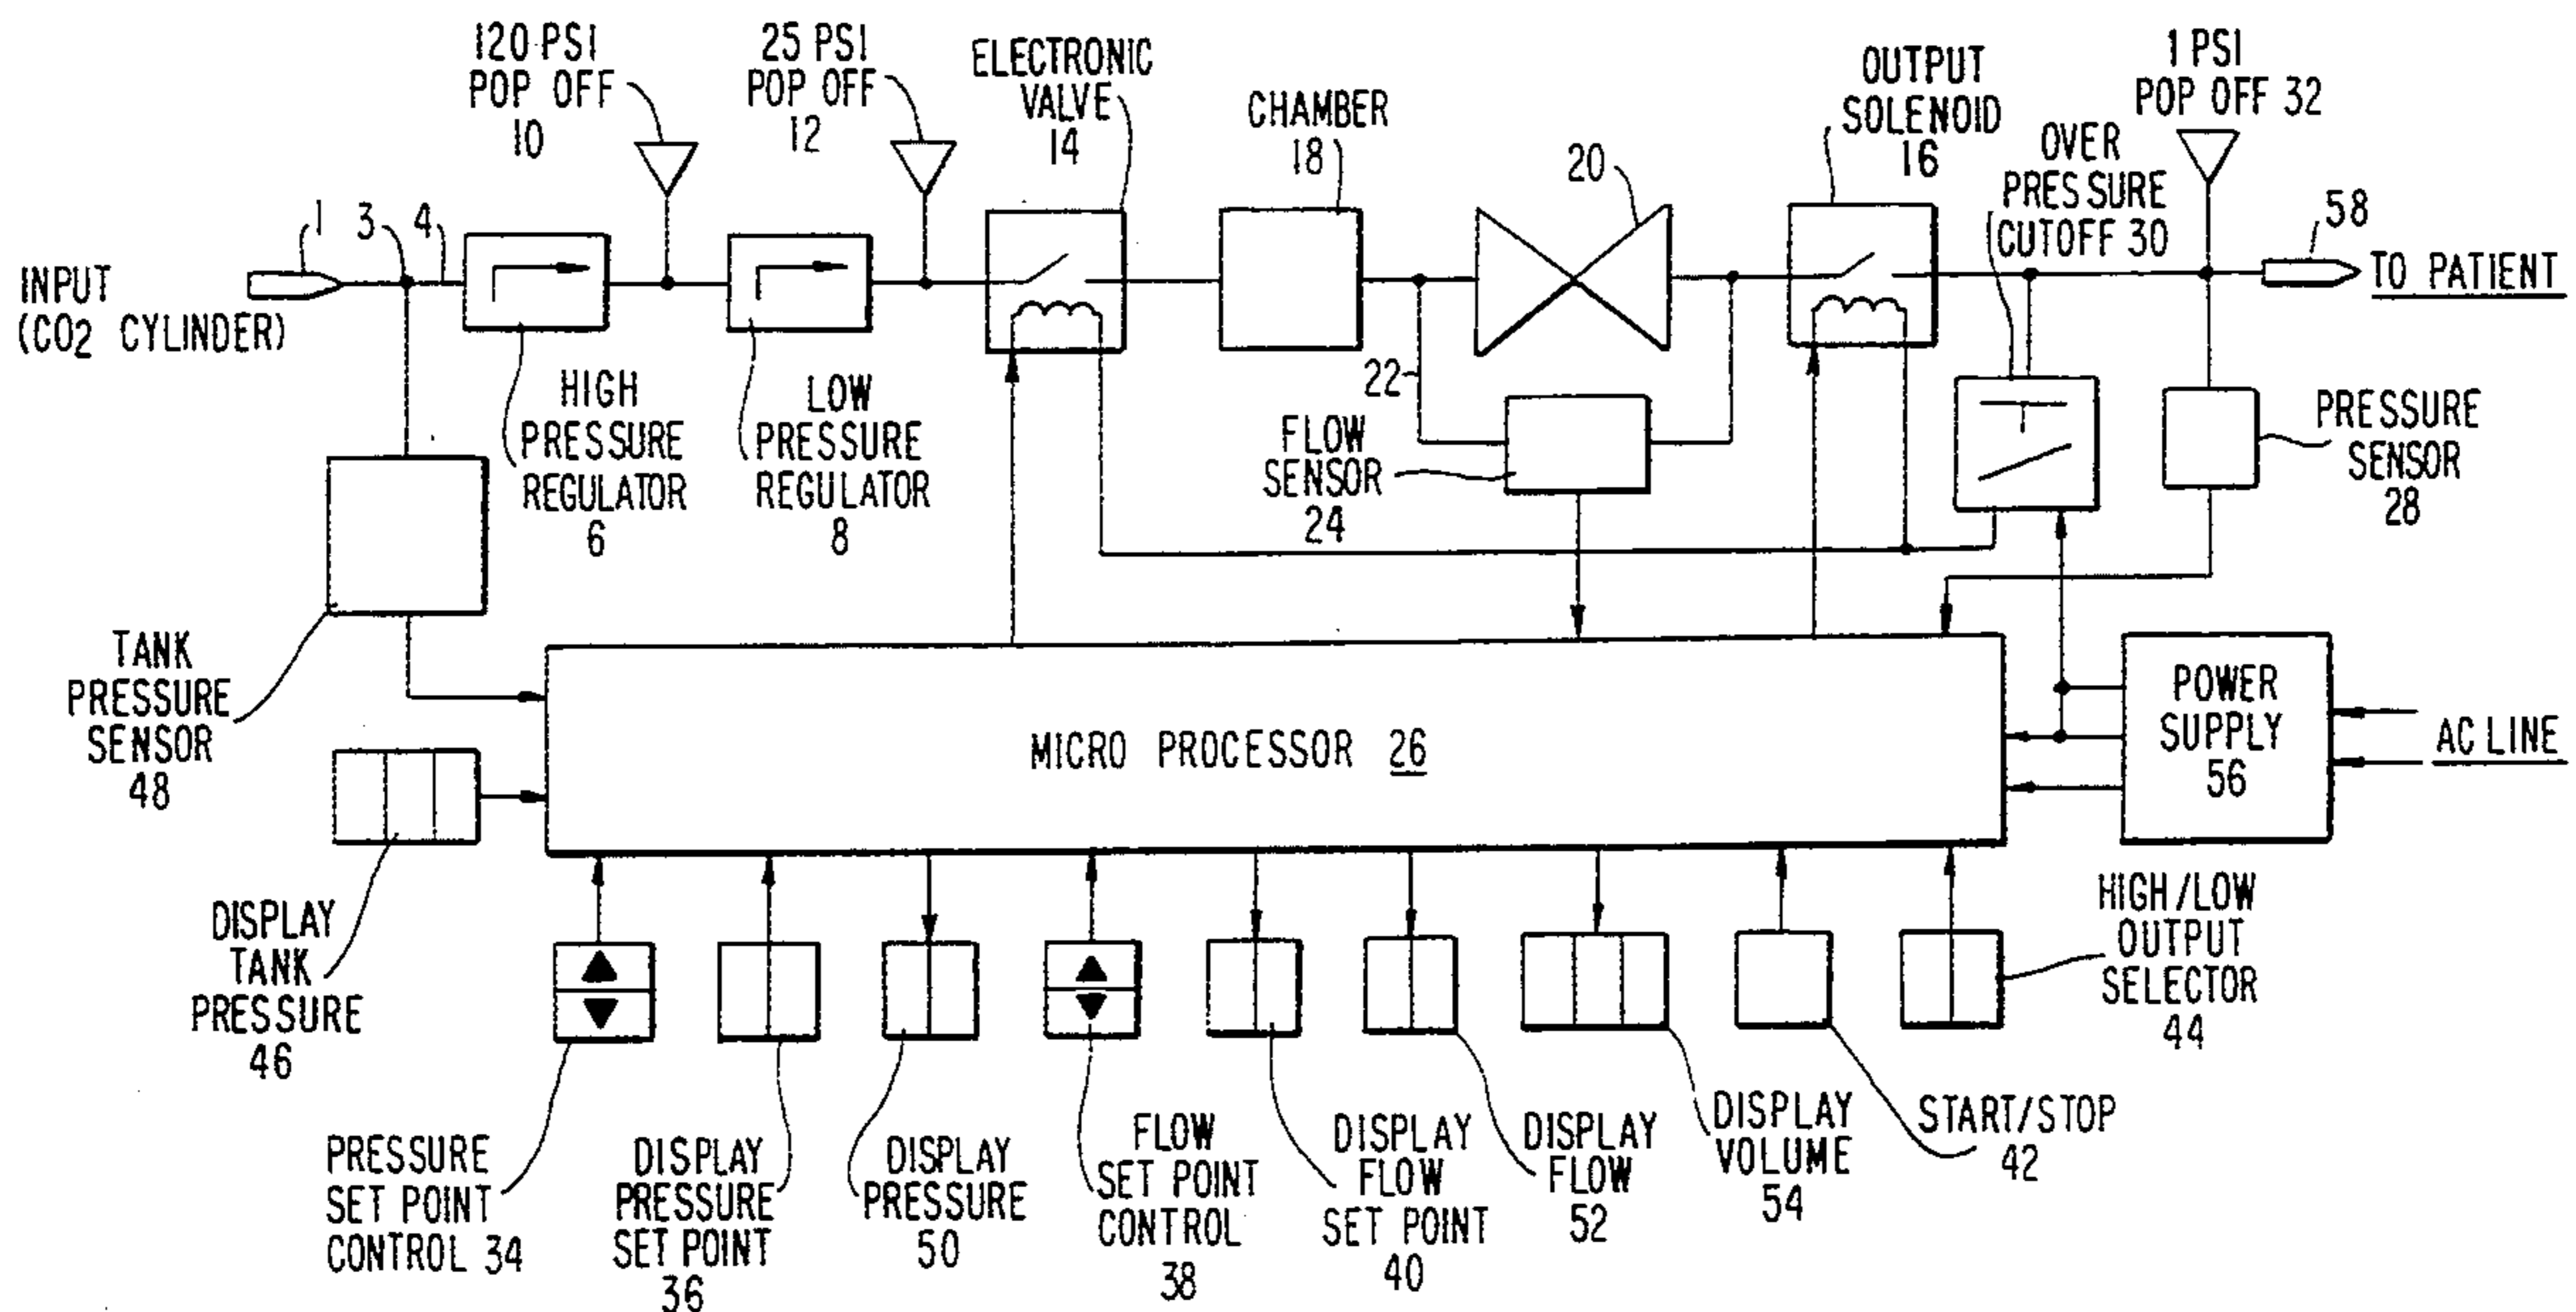 120 PSI
POP OFF
10
25 PSI
POP OFF
12
ELECTRONIC
VALVE
14
CHAMBER
18
20
OUTPUT
SOLENOID
16
1 PSI
POP OFF 32
OVER
PRESSURE
CUTOFF 30
58
TO PATIENT
1
3
4
INPUT
(CO2 CYLINDER)
HIGH
PRESSURE
REGULATOR
6
LOW
PRESSURE
REGULATOR
8
22
FLOW
SENSOR
24
PRESSURE
SENSOR
28
TANK
PRESSURE
SENSOR
48
MICRO PROCESSOR 26
POWER
SUPPLY
56
AC LINE
DISPLAY
TANK
PRESSURE
46
HIGH/LOW
OUTPUT
SELECTOR
44
PRESSURE
SET POINT
CONTROL 34
DISPLAY
PRESSURE
SET POINT
36
DISPLAY
PRESSURE
50
FLOW
SET POINT
CONTROL
38
DISPLAY
FLOW
SET POINT
40
DISPLAY
FLOW
52
DISPLAY
VOLUME
54
START/STOP
42